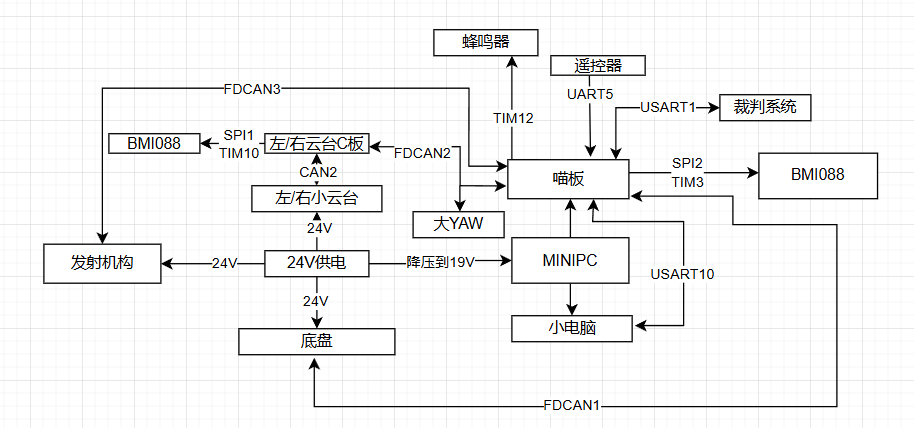 蜂鸣器
遥控器
FDCAN3
UART5
USART1
裁判系统
TIM12
BMI088
SPI1
TIM10
左/右云台C板
FDCAN2
CAN2
喵板
SPI2
TIM3
BMI088
左/右小云台
大YAW
24V
发射机构
24V
24V供电
降压到19V
MINIPC
USART10
24V
小电脑
底盘
FDCAN1